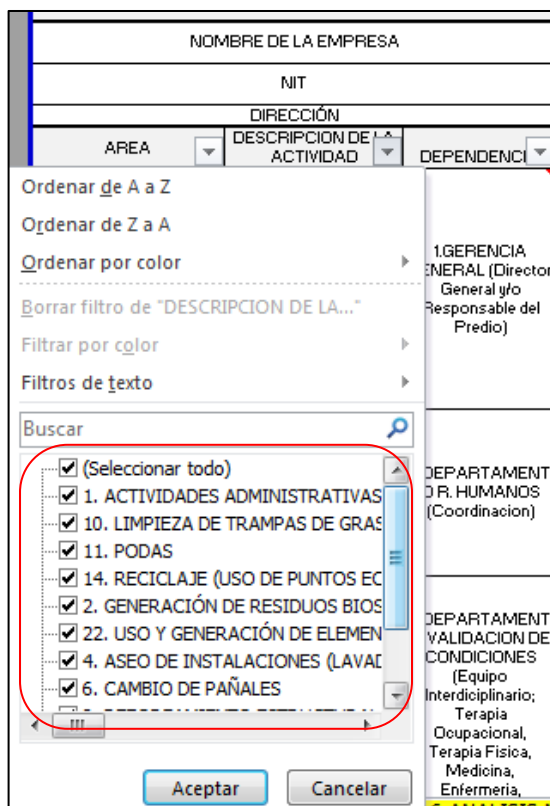 NOMBRE DE LA EMPRESA
NIT
DIRECCIÓN
AREA
DESCRIPCION DE LA
ACTIVIDAD
DEPENDENCI
Ordenar de A a Z
Ordenar de Z a A
Ordenar por color
Borrar filtro de "DESCRIPCION DE LA..."
Filtrar por color
Filtros de texto
Buscar
(Seleccionar todo)
1. ACTIVIDADES ADMINISTRATIVAS
10. LIMPIEZA DE TRAMPAS DE GRAS
11. PODAS
14. RECICLAJE (USO DE PUNTOS EC
2. GENERACIÓN DE RESIDUOS BIOS
22. USO Y GENERACIÓN DE ELEMEN
4. ASEO DE INSTALACIONES (LAVAD
6. CAMBIO DE PAÑALES
Aceptar
Cancelar
1.GERENCIA
ENERAL (Director
General y/o
Responsable del
Predio)
DEPARTAMENT
O R. HUMANOS
(Coordinacion)
DEPARTAMENT
VALIDACION DE
CONDICIONES
(Equipo
Interdiciplinario;
Terapia
Ocupacional,
Terapia Fisica,
Medicina,
Enfermeria,